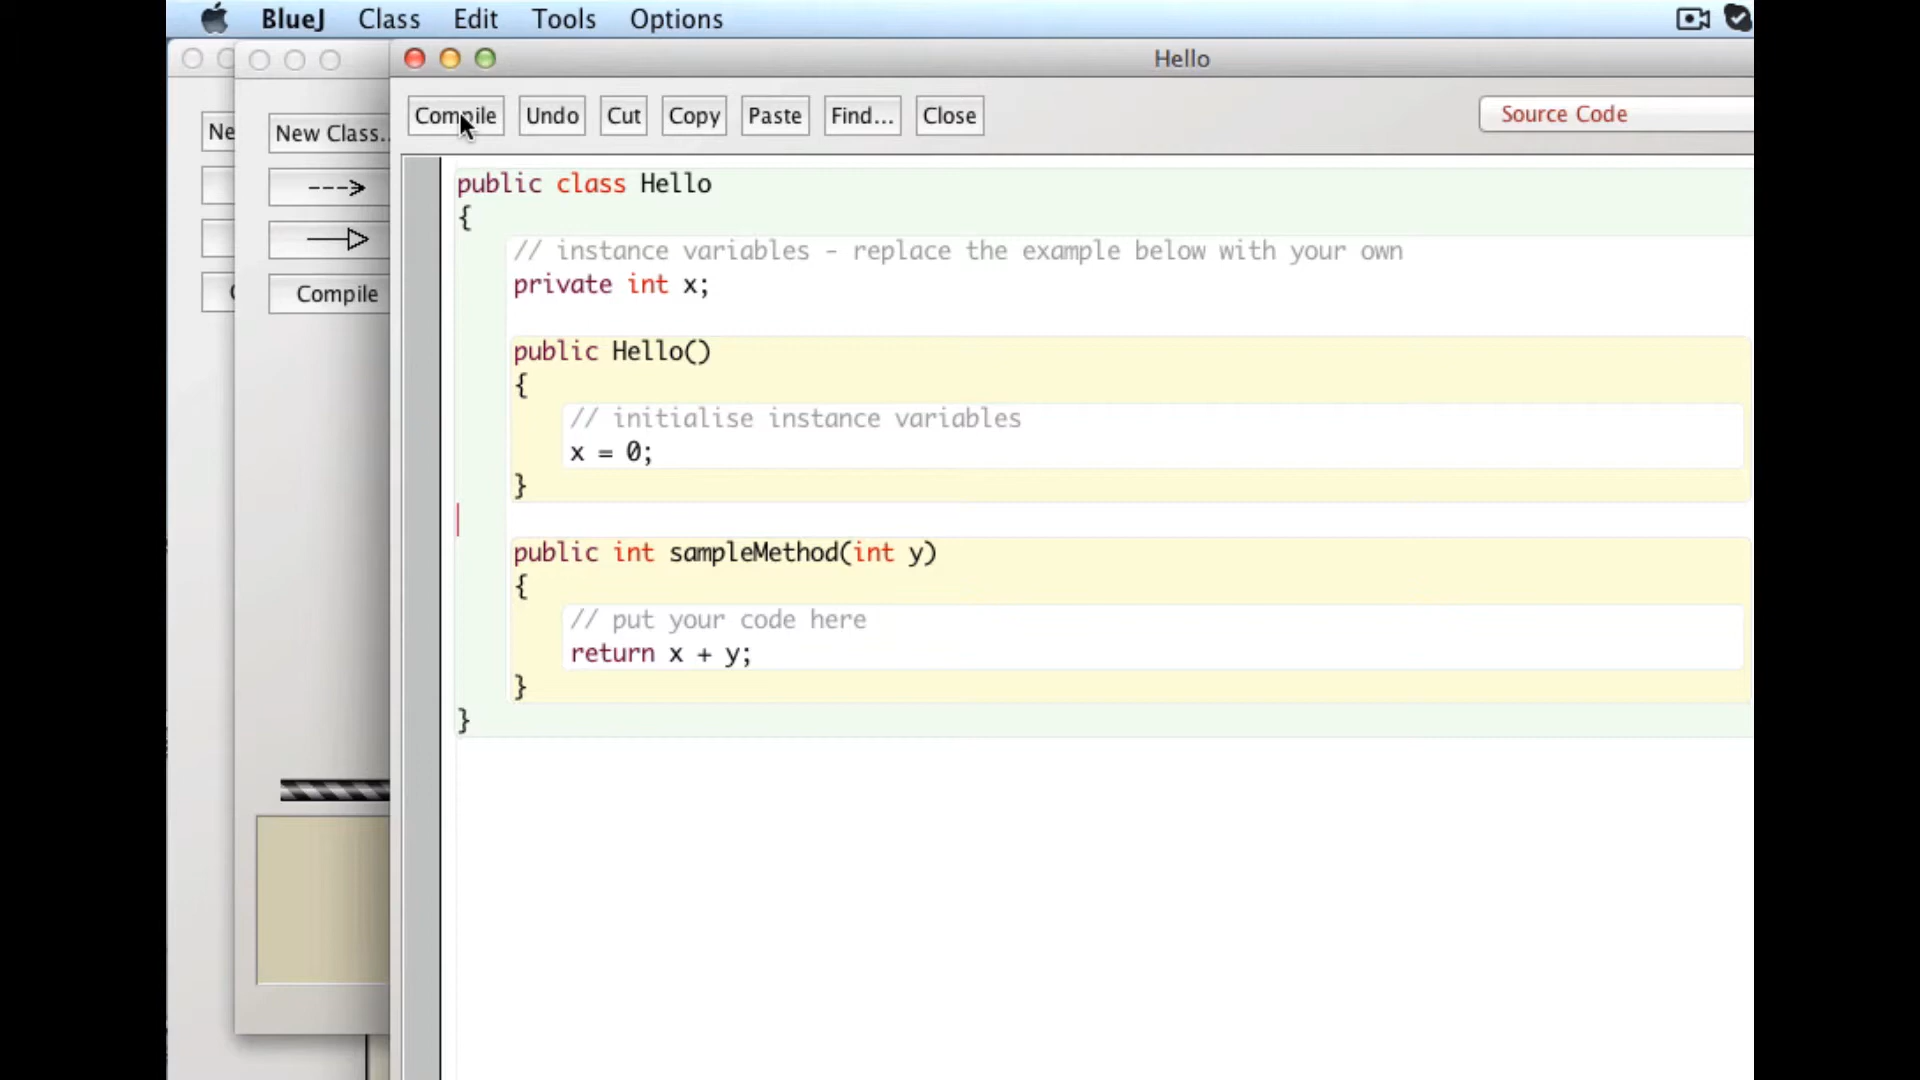 BlueJ Class Edit Tools Options
Hello
Compile Undo Cut Copy Paste Find... Close
Source Code
Ne
New Class..
Compile
public class Hello
{
// instance variables - replace the example below with your own
private int x;
public Hello()
{
// initialise instance variables
x = 0;
}
public int sampleMethod(int y)
{
// put your code here
return x + y;
}
}